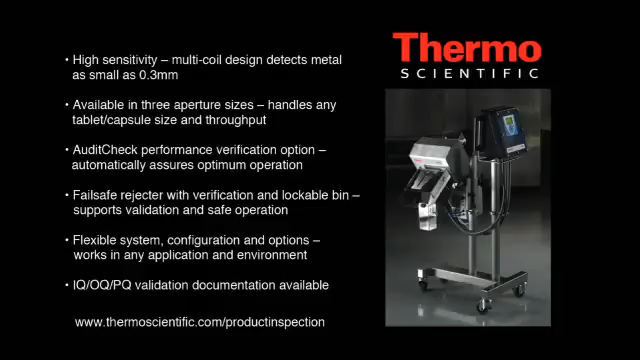 • High sensitivity – multi-coil design detects metal
as small as 0.3mm
• Available in three aperture sizes – handles any
tablet/capsule size and throughput
• AuditCheck performance verification option –
automatically assures optimum operation
• Failsafe rejecter with verification and lockable bin –
supports validation and safe operation
• Flexible system, configuration and options –
works in any application and environment
• IQ/OQ/PQ validation documentation available
www.thermoscientific.com/productinspection
Thermo
SCIENTIFIC